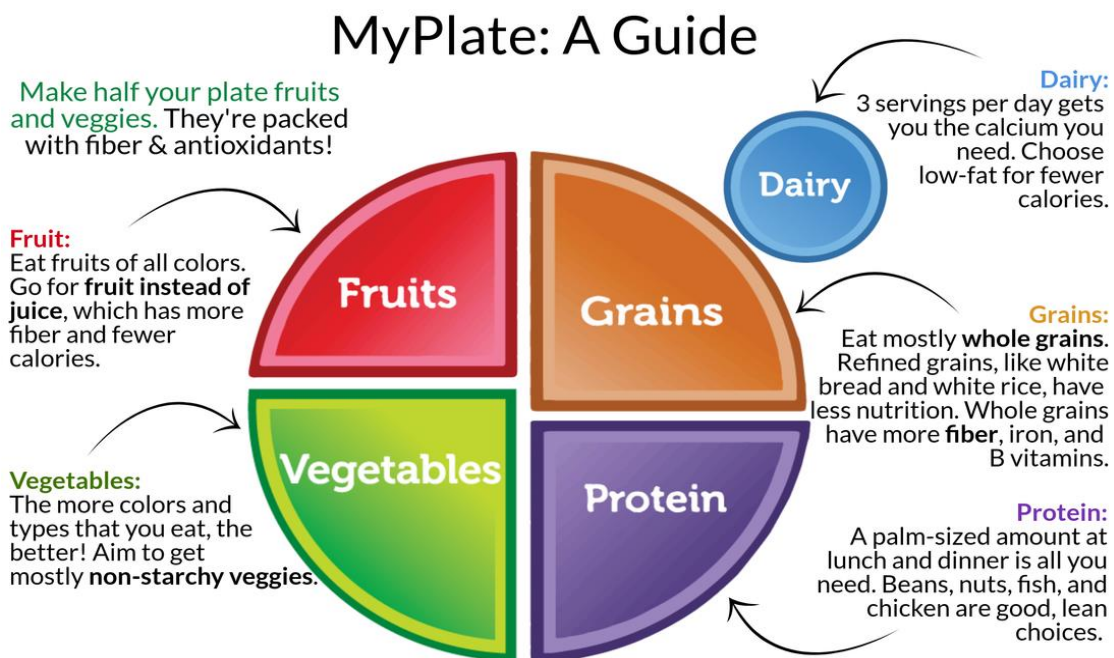 MyPlate: A Guide
Make half your plate fruits
and veggies. They're packed
with fiber & antioxidants!
Fruit:
Eat fruits of all colors.
Go for fruit instead of
juice, which has more
fiber and fewer
calories.
Vegetables:
The more colors and
types that you eat, the
better! Aim to get
mostly non-starchy veggies.
Fruits
Grains
Vegetables
Protein
Dairy
Dairy:
3 servings per day gets
you the calcium you
need. Choose
low-fat for fewer
calories.
Grains:
Eat mostly whole grains.
Refined grains, like white
bread and white rice, have
less nutrition. Whole grains
have more fiber, iron, and
B vitamins.
Protein:
A palm-sized amount at
lunch and dinner is all you
need. Beans, nuts, fish, and
chicken are good, lean
choices.